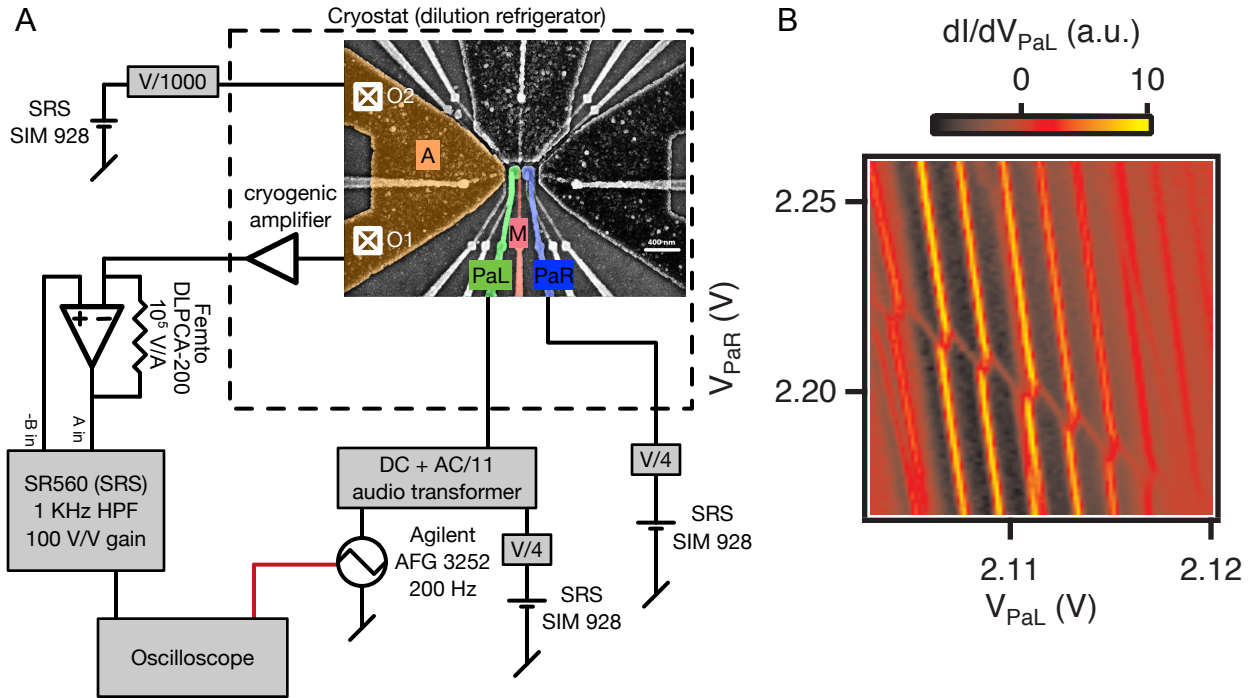 A
Cryostat (dilution refrigerator)
V/1000
SRS
SIM 928
O2
A
cryogenic
amplifier
O1
M
400 nm
PaL
PaR
Femto
DLPCA-200
10⁵ V/A
-B in
A in
SR560 (SRS)
1 KHz HPF
100 V/V gain
DC + AC/11
audio transformer
V/4
Agilent
AFG 3252
200 Hz
V/4
SRS
SIM 928
SRS
SIM 928
Oscilloscope
B
dI/dV_PaL (a.u.)
0 10
V_PaR (V)
2.25
2.20
2.11 2.12
V_PaL (V)